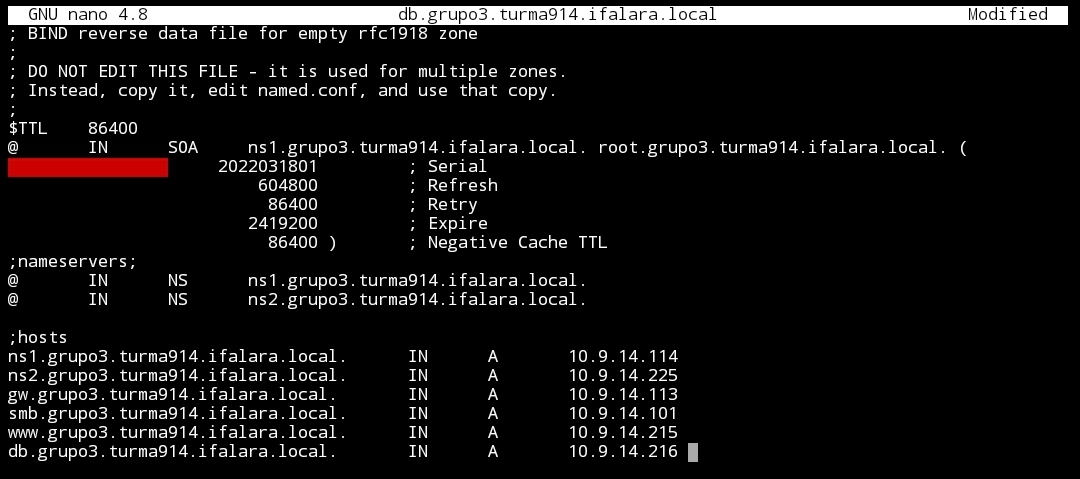 GNU nano 4.8 db.grupo3.turma914.ifalara.local Modified
; BIND reverse data file for empty rfc1918 zone
;
; DO NOT EDIT THIS FILE - it is used for multiple zones.
; Instead, copy it, edit named.conf, and use that copy.
;
$TTL 86400
@ IN SOA ns1.grupo3.turma914.ifalara.local. root.grupo3.turma914.ifalara.local. (
2022031801 ; Serial
604800 ; Refresh
86400 ; Retry
2419200 ; Expire
86400 ) ; Negative Cache TTL
;nameservers;
@ IN NS ns1.grupo3.turma914.ifalara.local.
@ IN NS ns2.grupo3.turma914.ifalara.local.
;hosts
ns1.grupo3.turma914.ifalara.local. IN A 10.9.14.114
ns2.grupo3.turma914.ifalara.local. IN A 10.9.14.225
gw.grupo3.turma914.ifalara.local. IN A 10.9.14.113
smb.grupo3.turma914.ifalara.local. IN A 10.9.14.101
www.grupo3.turma914.ifalara.local. IN A 10.9.14.215
db.grupo3.turma914.ifalara.local. IN A 10.9.14.216